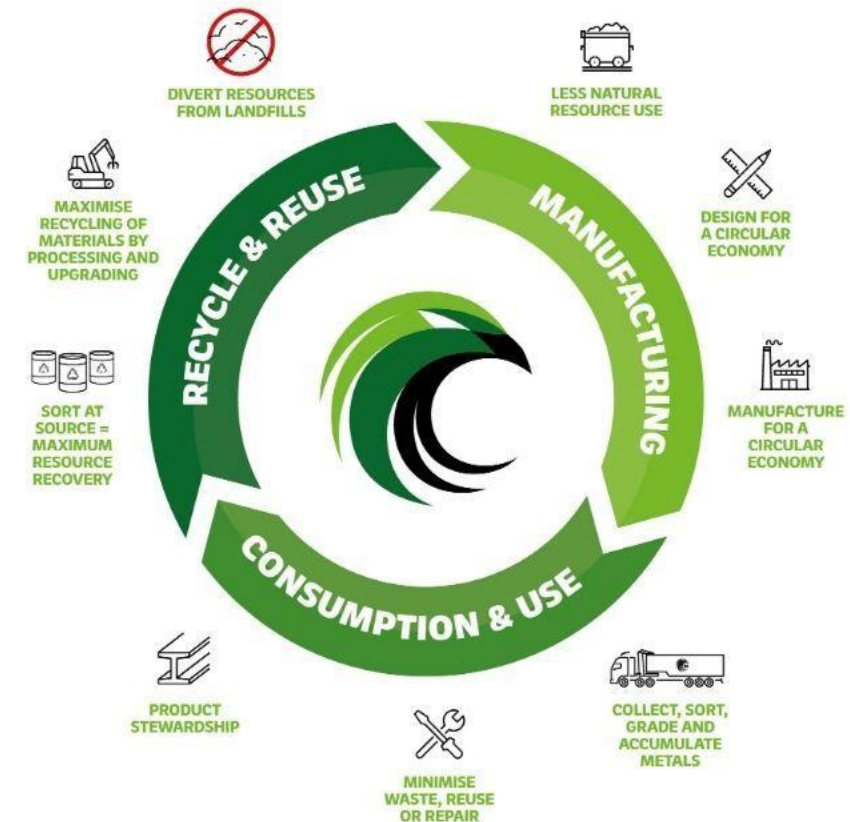 DIVERT RESOURCES
FROM LANDFILLS
LESS NATURAL
RESOURCE USE
MAXIMISE
RECYCLING OF
MATERIALS BY
PROCESSING AND
UPGRADING
RECYCLE & REUSE
MANUFACTURING
DESIGN FOR
A CIRCULAR
ECONOMY
SORT AT
SOURCE =
MAXIMUM
RESOURCE
RECOVERY
MANUFACTURE
FOR A
CIRCULAR
ECONOMY
CONSUMPTION & USE
PRODUCT
STEWARDSHIP
MINIMISE
WASTE, REUSE
OR REPAIR
COLLECT, SORT,
GRADE AND
ACCUMULATE
METALS